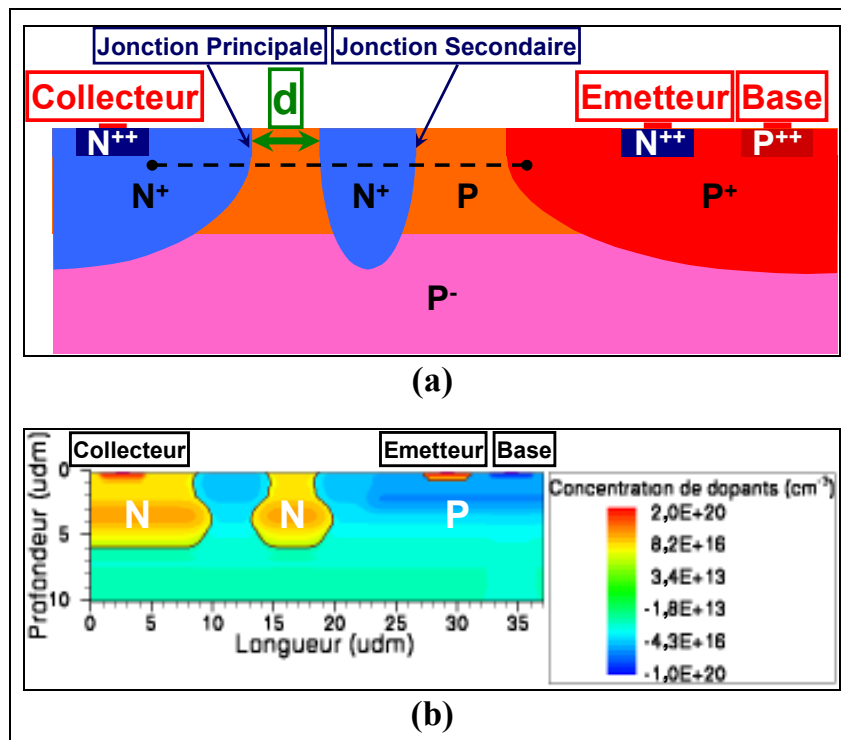 Jonction Principale Jonction Secondaire
Collecteur d Emetteur Base
N++ N++ P++
N+ N+ P P+
P-
(a)
Collecteur Emetteur Base
Profondeur (udm)
0
5
10
N N P
0 5 10 15 20 25 30 35
Longueur (udm)
Concentration de dopants (cm-3)
2,0E+20
8,2E+16
3,4E+13
-1,8E+13
-4,3E+16
-1,0E+20
(b)